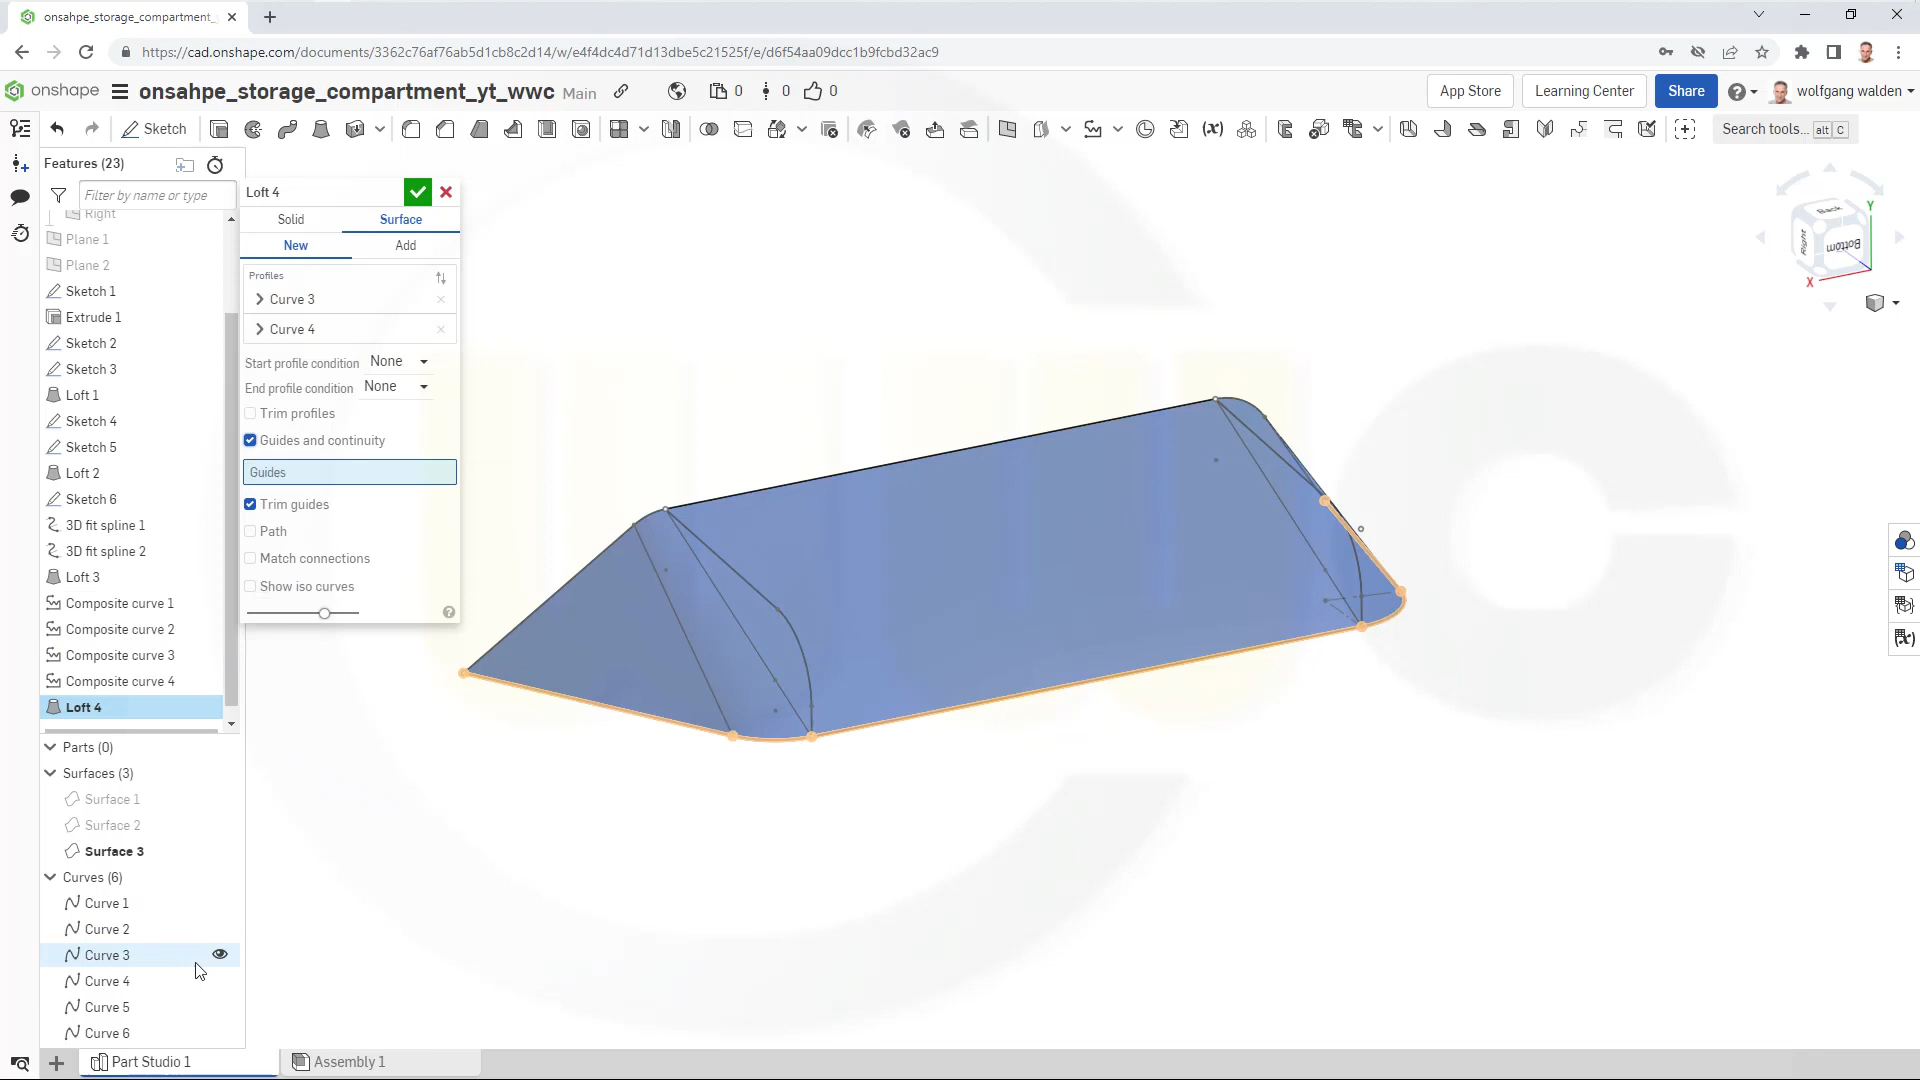 onsahpe_storage_compartment_
https://cad.onshape.com/documents/3362c76af76ab5d1cb8c2d14/w/e4f4dc4d71d13dbe5c21525f/e/d6f54aa09dcc1b9fcbd32ac9
onshape
onsahpe_storage_compartment_yt_wwc Main
0
0
0
App Store
Learning Center
Share
wolfgang walden
Sketch
Search tools... alt C
Features (23)
Filter by name or type
Right
Plane 1
Plane 2
Sketch 1
Extrude 1
Sketch 2
Sketch 3
Loft 1
Sketch 4
Sketch 5
Loft 2
Sketch 6
3D fit spline 1
3D fit spline 2
Loft 3
Composite curve 1
Composite curve 2
Composite curve 3
Composite curve 4
Loft 4
Parts (0)
Surfaces (3)
Surface 1
Surface 2
Surface 3
Curves (6)
Curve 1
Curve 2
Curve 3
Curve 4
Curve 5
Curve 6
Loft 4
Solid
Surface
New
Add
Profiles
Curve 3
Curve 4
Start profile condition None
End profile condition None
Trim profiles
Guides and continuity
Guides
Trim guides
Path
Match connections
Show iso curves
Back
Right
Bottom
Y
X
Part Studio 1
Assembly 1